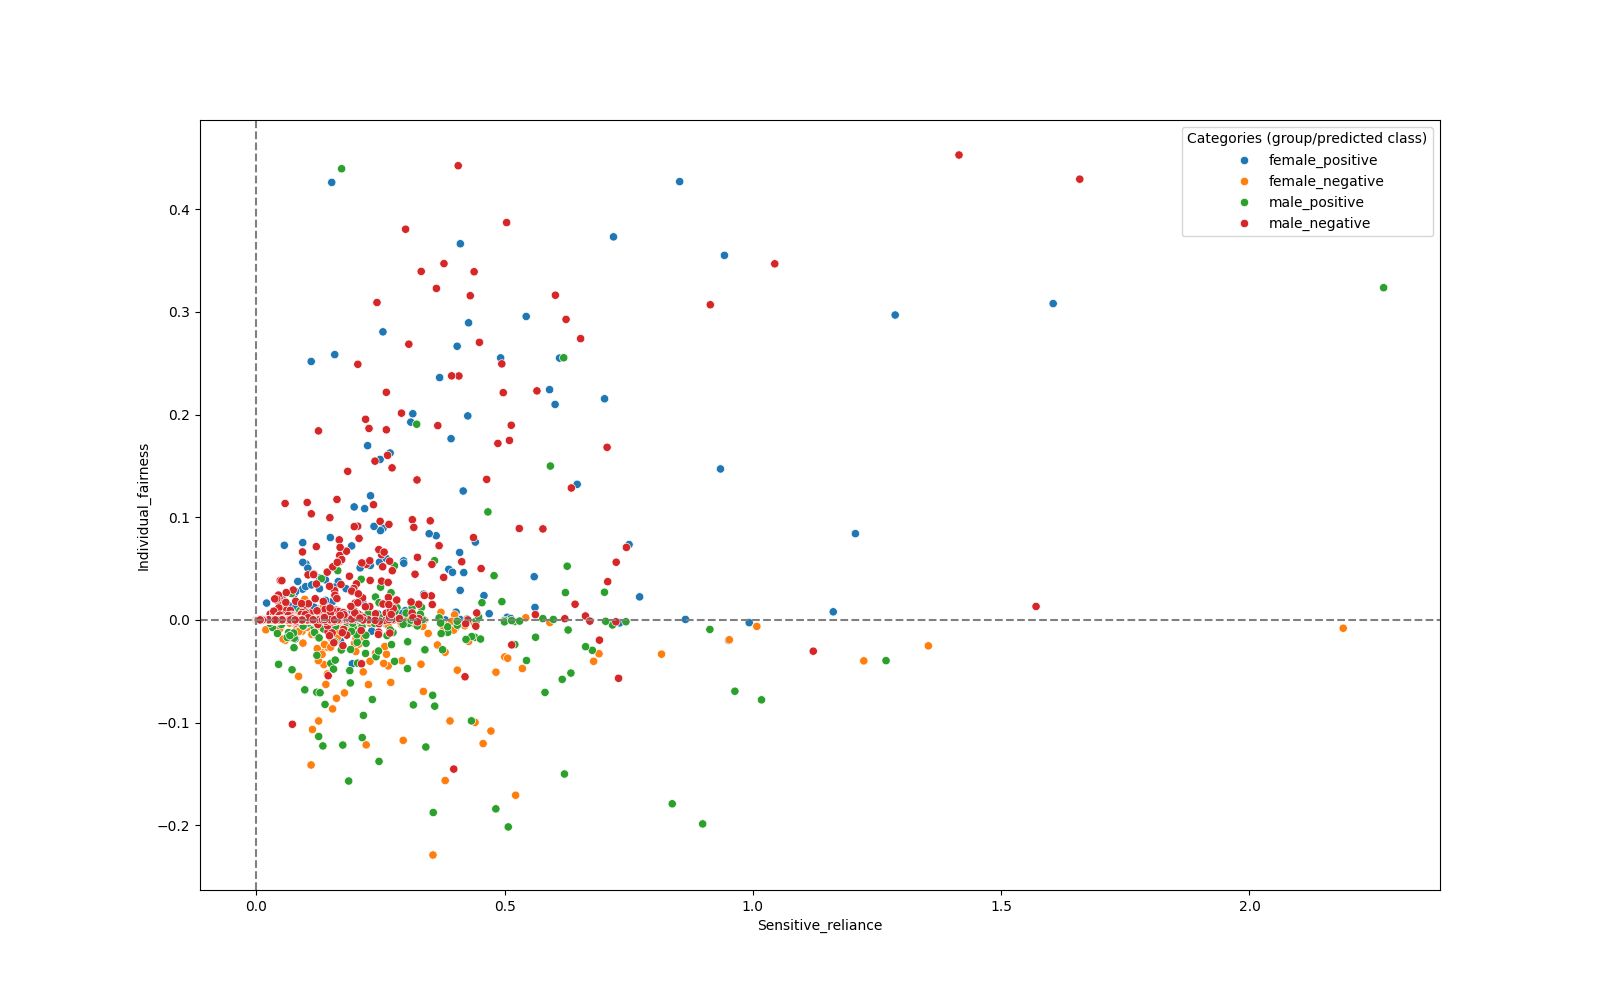 Categories (group/predicted class)
female_positive
female_negative
male_positive
male_negative
Individual_fairness
0.4
0.3
0.2
0.1
0.0
−0.1
−0.2
0.0 0.5 1.0 1.5 2.0
Sensitive_reliance